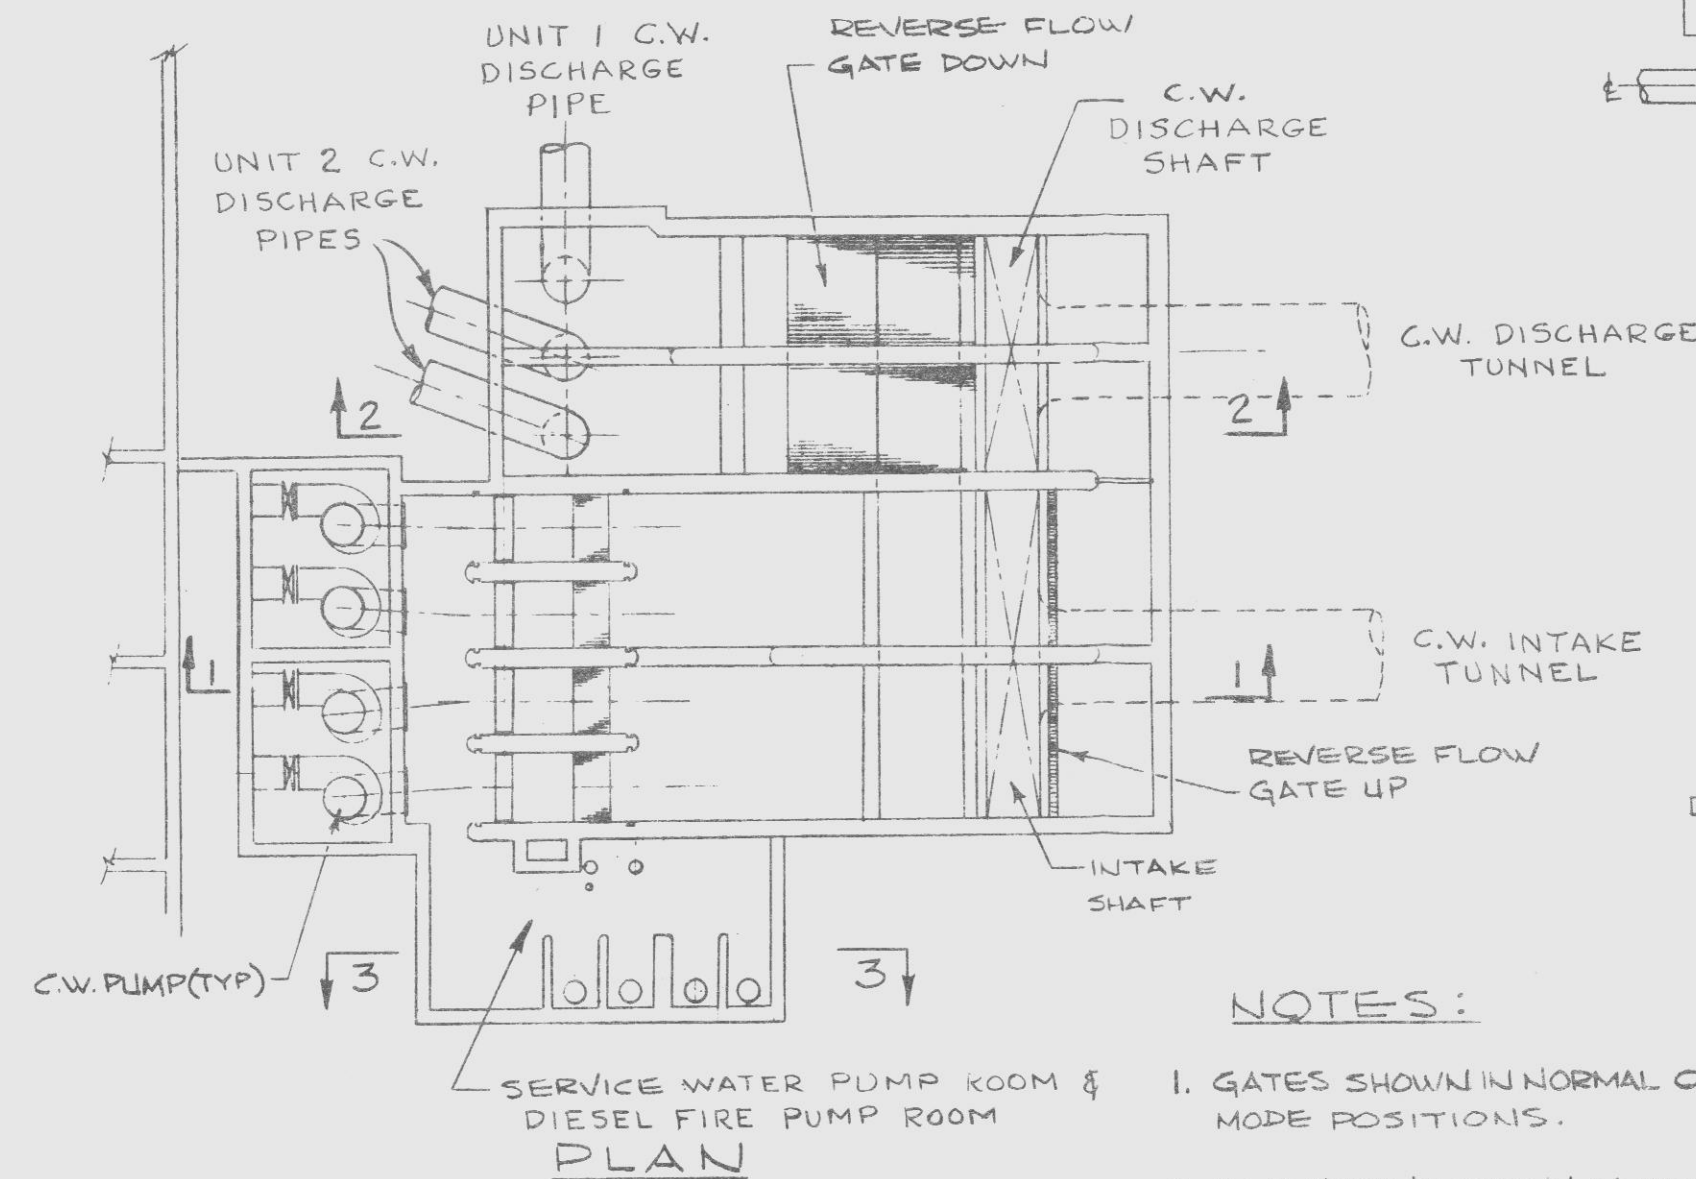 UNIT 1 C.W.
DISCHARGE
PIPE
REVERSE FLOW
GATE DOWN
C.W.
DISCHARGE
SHAFT
UNIT 2 C.W.
DISCHARGE
PIPES
C.W. DISCHARGE
TUNNEL
2
2
C.W. INTAKE
TUNNEL
1
1
REVERSE FLOW
GATE UP
INTAKE
SHAFT
C.W. PUMP (TYP)
3
3
NOTES:
SERVICE WATER PUMP ROOM &
DIESEL FIRE PUMP ROOM
1. GATES SHOWN IN NORMAL
MODE POSITIONS.
PLAN